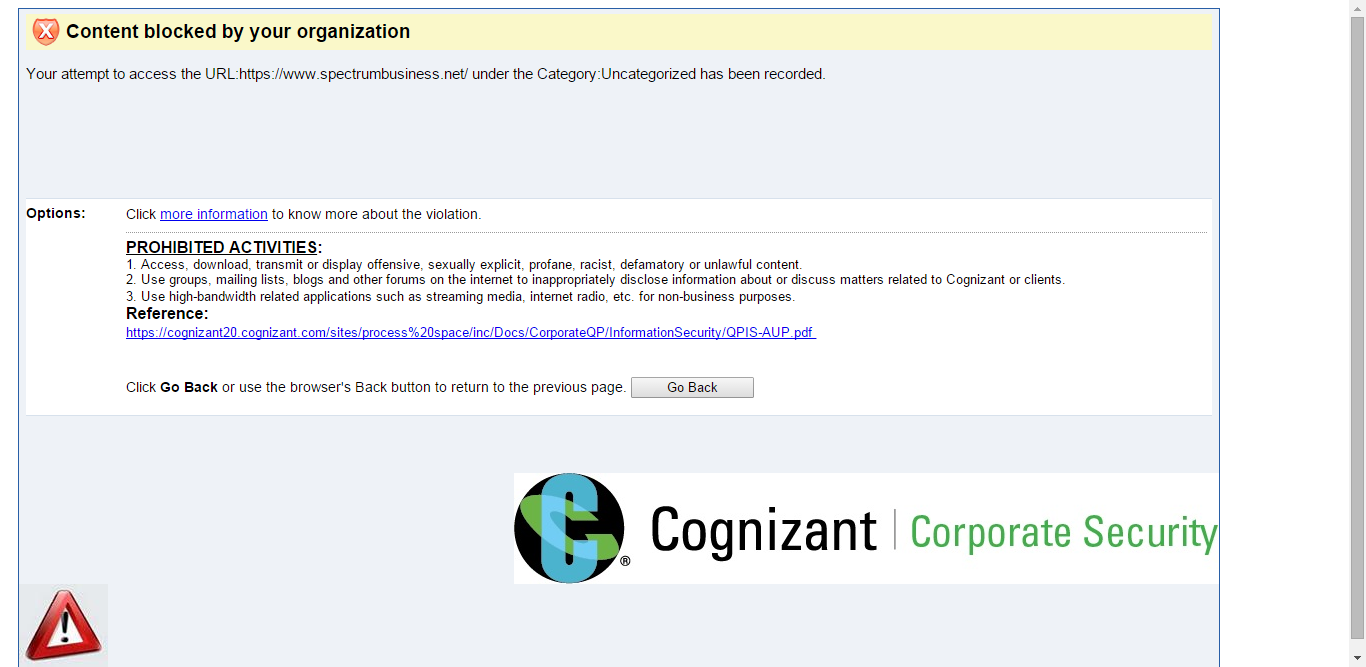 Content blocked by your organization
Your attempt to access the URL:https://www.spectrumbusiness.net/ under the Category:Uncategorized has been recorded.
Options:
Click more information to know more about the violation.
PROHIBITED ACTIVITIES:
1. Access, download, transmit or display offensive, sexually explicit, profane, racist, defamatory or unlawful content.
2. Use groups, mailing lists, blogs and other forums on the internet to inappropriately disclose information about or discuss matters related to Cognizant or clients.
3. Use high-bandwidth related applications such as streaming media, internet radio, etc. for non-business purposes.
Reference:
https://cognizant20.cognizant.com/sites/process%20space/inc/Docs/CorporateQP/InformationSecurity/QPIS-AUP.pdf
Click Go Back or use the browser's Back button to return to the previous page. Go Back
® Cognizant | Corporate Security